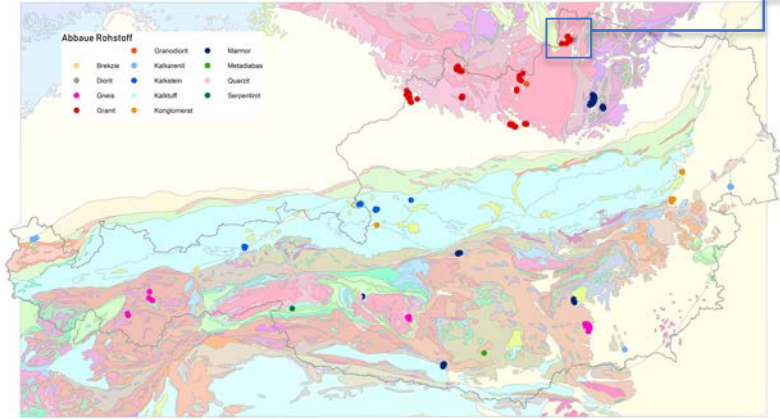 Abbaue Rohstoff
Brekzie
Diorit
Gneis
Granit
Granodiorit
Kalkarenit
Kalkstein
Kalktuff
Konglomerat
Marmor
Metadiabas
Quarzit
Serpentinit